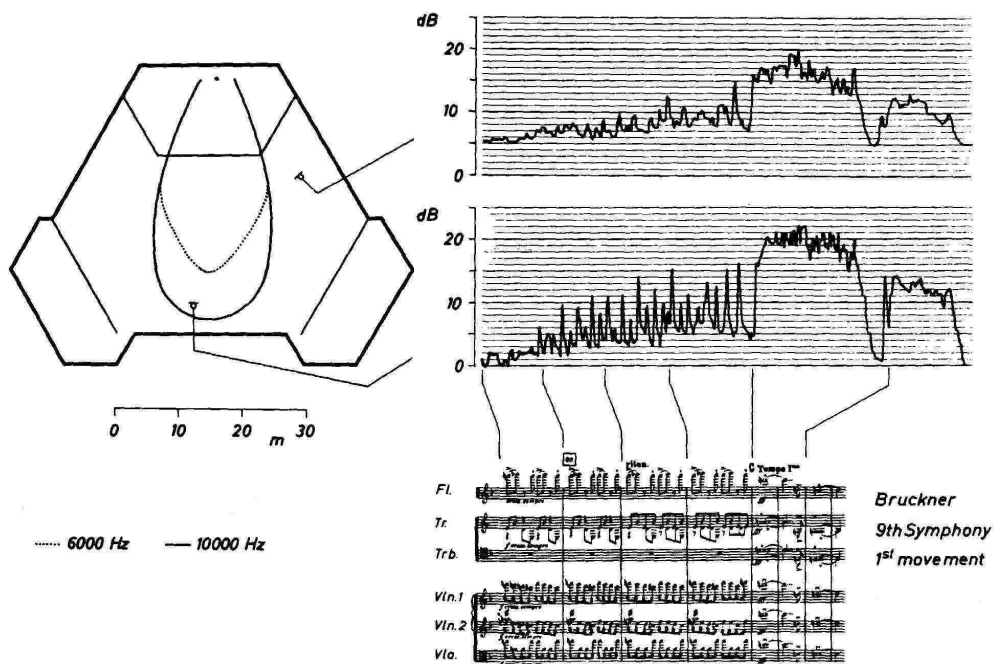 dB
20
10
0
dB
20
10
0
0 10 20 30
m
6000 Hz 10000 Hz
riten.
C Tempo I
Fl.
Tr.
Trb.
Vln.1
Vln.2
Vla.
Bruckner
9th Symphony
1st movement